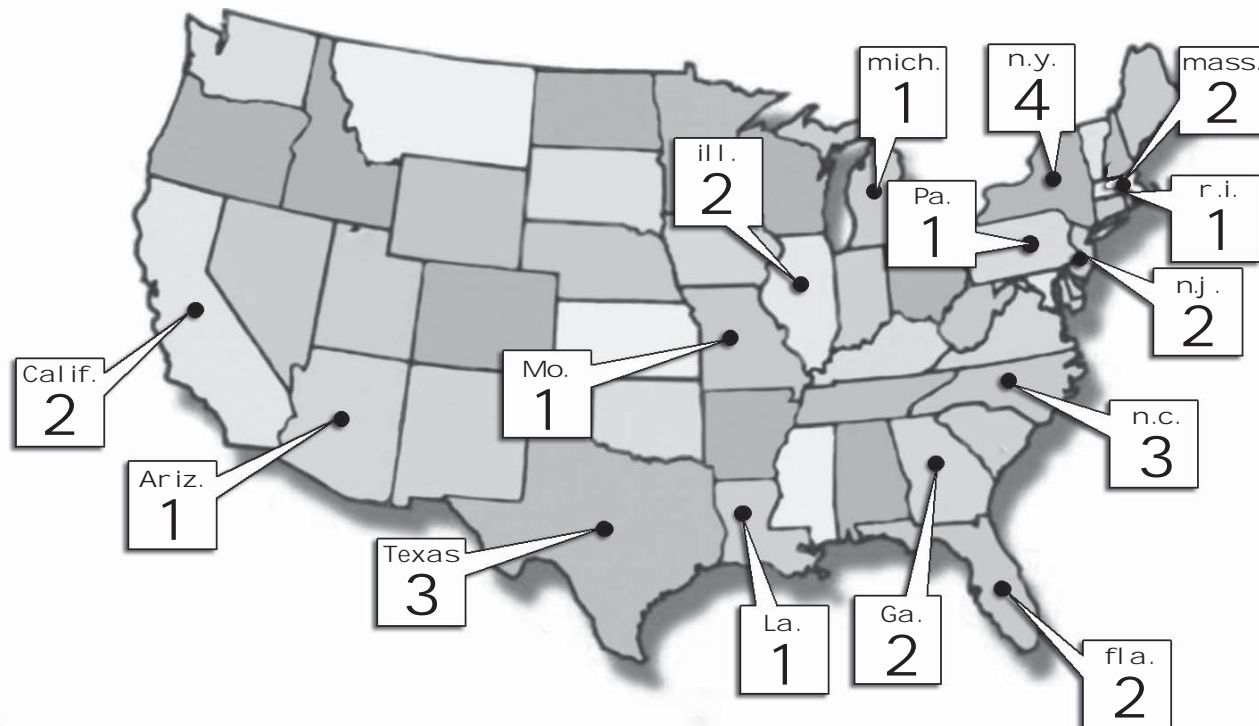 mich.
1
n.y.
4
mass.
2
ill.
2
Pa.
1
r.i.
1
n.j.
2
Calif.
2
Mo.
1
n.c.
3
Ariz.
1
Texas
3
La.
1
Ga.
2
fla.
2